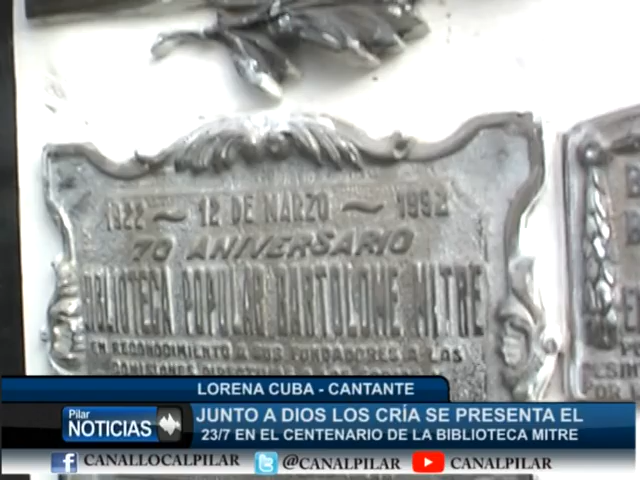 1922 ~ 12 DE MARZO ~ 1992
70 ANIVERSARIO
BIBLIOTECA POPULAR BARTOLOME MITRE
EN RECONOCIMIENTO A SUS FUNDADORES A LAS
LORENA CUBA - CANTANTE
Pilar
NOTICIAS
JUNTO A DIOS LOS CRÍA SE PRESENTA EL
23/7 EN EL CENTENARIO DE LA BIBLIOTECA MITRE
CANALLOCALPILAR
@CANALPILAR
CANALPILAR